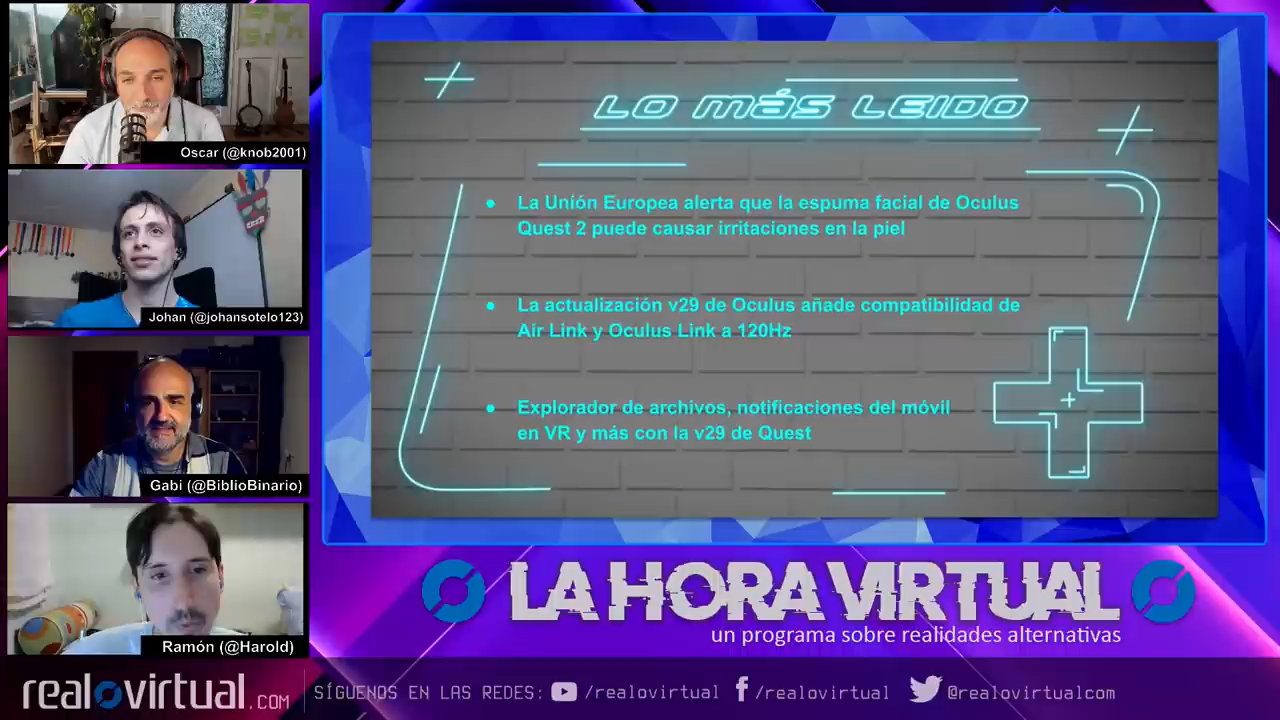 Oscar (@knob2001)
Johan (@johansotelo123)
Gabi (@BiblioBinario)
Ramón (@Harold)
LO MÁS LEIDO
● La Unión Europea alerta que la espuma facial de Oculus
Quest 2 puede causar irritaciones en la piel
● La actualización v29 de Oculus añade compatibilidad de
Air Link y Oculus Link a 120Hz
● Explorador de archivos, notificaciones del móvil
en VR y más con la v29 de Quest
LA HORA VIRTUAL
un programa sobre realidades alternativas
realovirtual.com
SÍGUENOS EN LAS REDES: /realovirtual /realovirtual @realovirtualcom